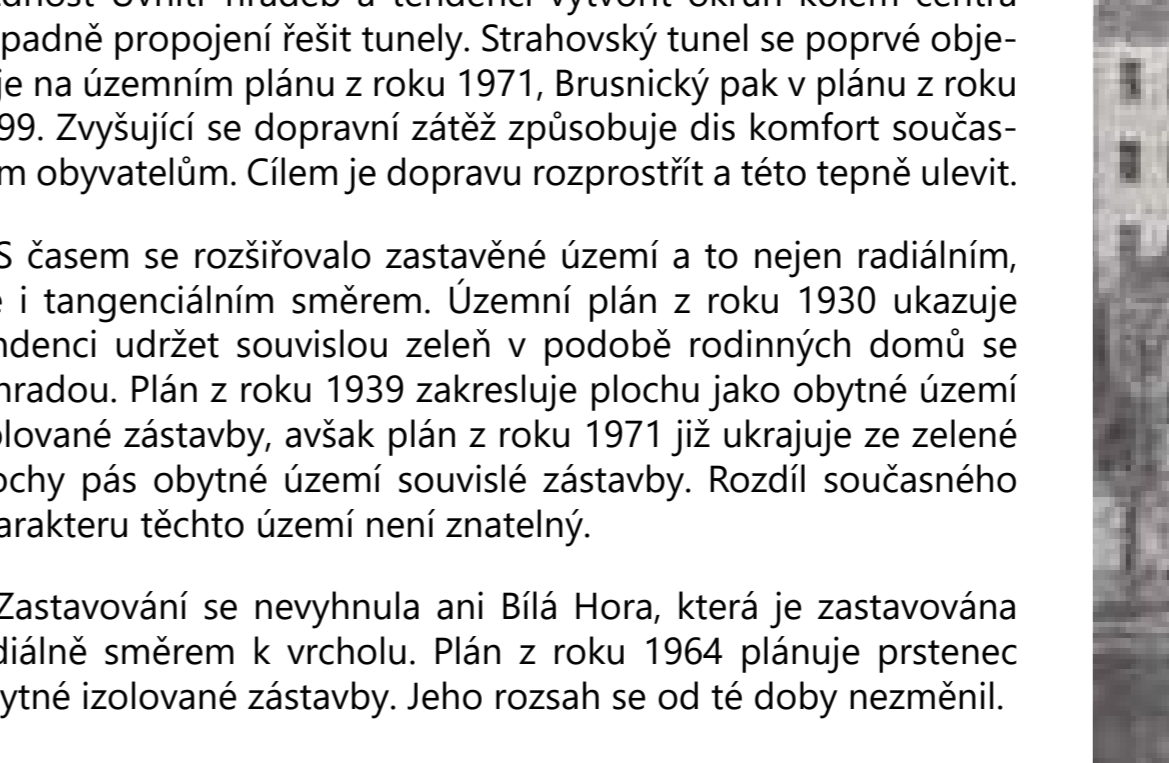 hradeb a tendenci vytvořit okruh kolem centra
padně propojení řešit tunely. Strahovský tunel se poprvé obje-
je na územním plánu z roku 1971, Brusnický pak v plánu z roku
99. Zvyšující se dopravní zátěž způsobuje dis komfort součas-
m obyvatelům. Cílem je dopravu rozprostřít a této tepně ulevit.
S časem se rozšiřovalo zastavěné území a to nejen radiálním,
e i tangenciálním směrem. Územní plán z roku 1930 ukazuje
ndenci udržet souvislou zeleň v podobě rodinných domů se
hradou. Plán z roku 1939 zakresluje plochu jako obytné území
olované zástavby, avšak plán z roku 1971 již ukrajuje ze zelené
ochy pás obytné území souvislé zástavby. Rozdíl současného
arakteru těchto území není znatelný.
Zastavování se nevyhnula ani Bílá Hora, která je zastavována
diálně směrem k vrcholu. Plán z roku 1964 plánuje prstenec
ytné izolované zástavby. Jeho rozsah se od té doby nezměnil.